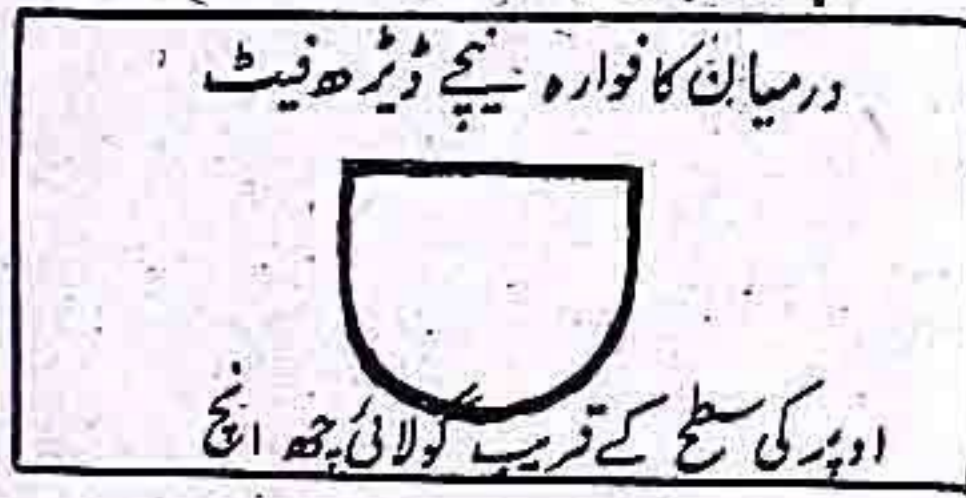 درمیان کا فوارہ نیچے ڈیڑھ فیٹ
اوپر کی سطح کے قریب گولائی چھ انچ